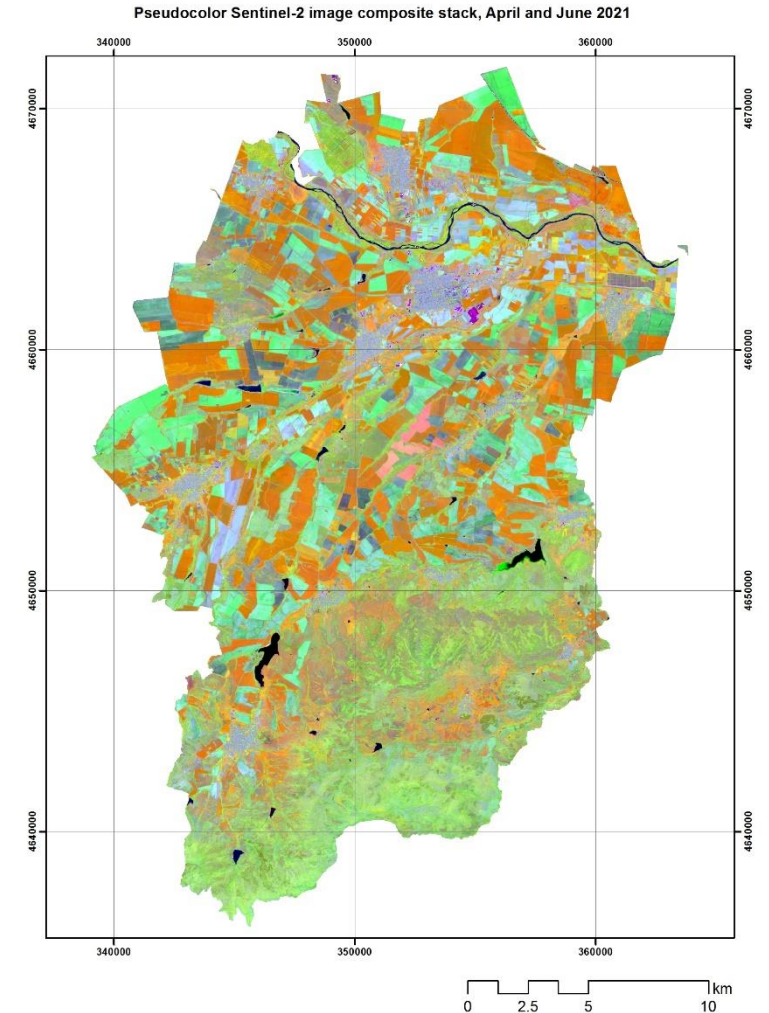 Pseudocolor Sentinel-2 image composite stack, April and June 2021
340000 350000 360000
4670000 4670000
4660000 4660000
4650000 4650000
4640000 4640000
340000 350000 360000
km
0 2.5 5 10